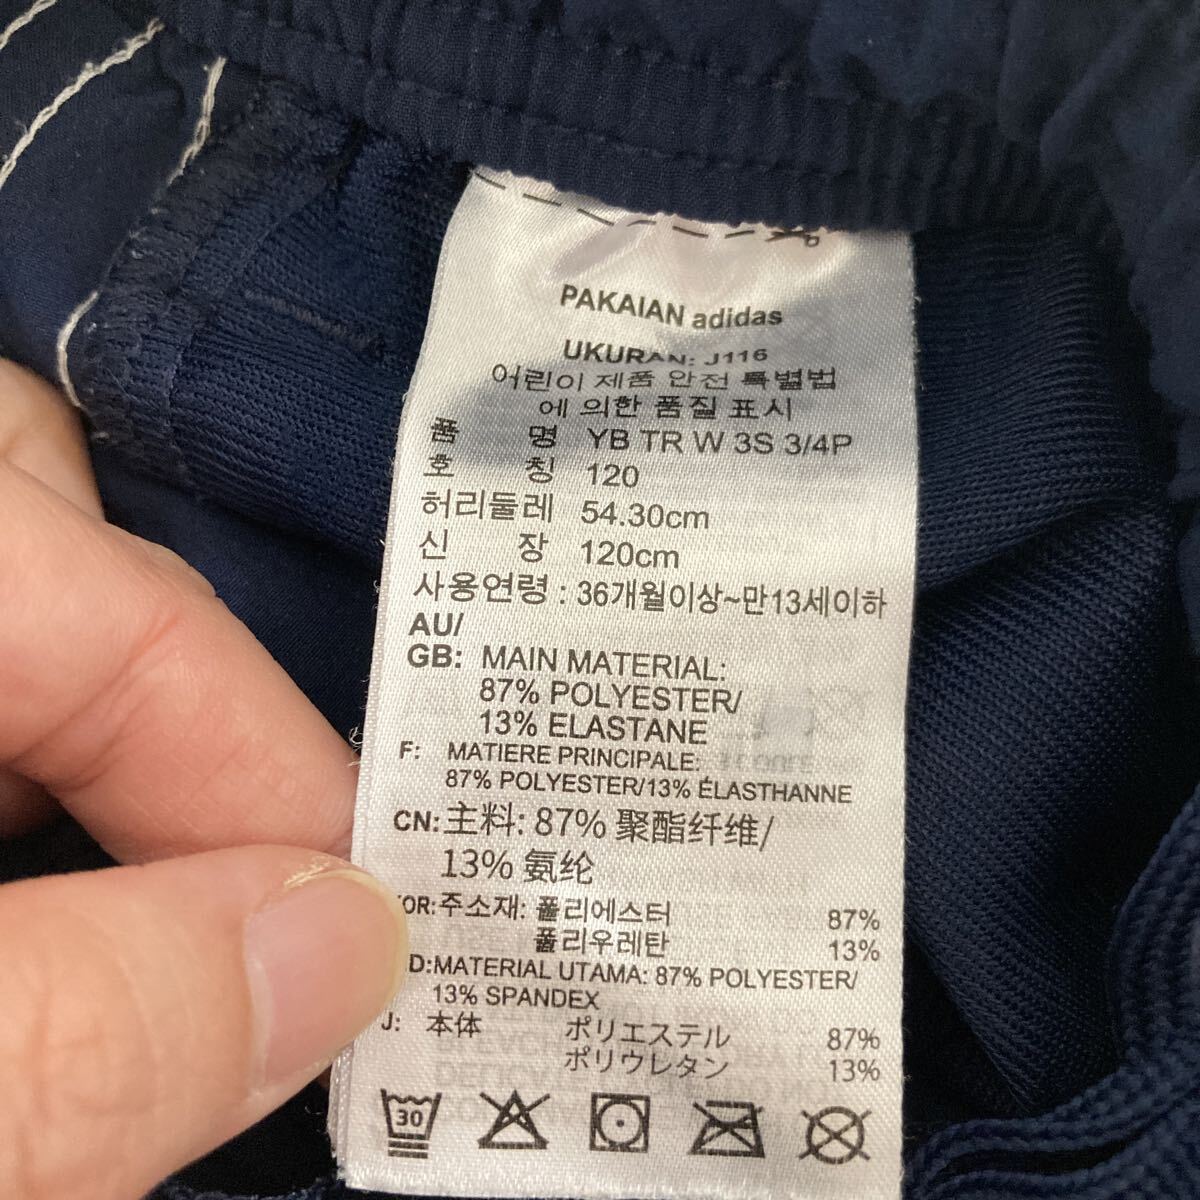 PAKAIAN adidas
UKURAN: J116
어린이 제품 안전 특별법
에 의한 품질 표시
품 명 YB TR W 3S 3/4P
호 칭 120
허리둘레 54.30cm
신 장 120cm
사용연령 : 36개월이상~만13세이하
AU/
GB: MAIN MATERIAL:
87% POLYESTER/
13% ELASTANE
F: MATIERE PRINCIPALE:
87% POLYESTER/13% ÉLASTHANNE
CN: 主料: 87% 聚酯纤维/
13% 氨纶
OR: 주소재: 폴리에스터 87%
폴리우레탄 13%
D: MATERIAL UTAMA: 87% POLYESTER/
13% SPANDEX
J: 本体 ポリエステル 87%
ポリウレタン 13%
30